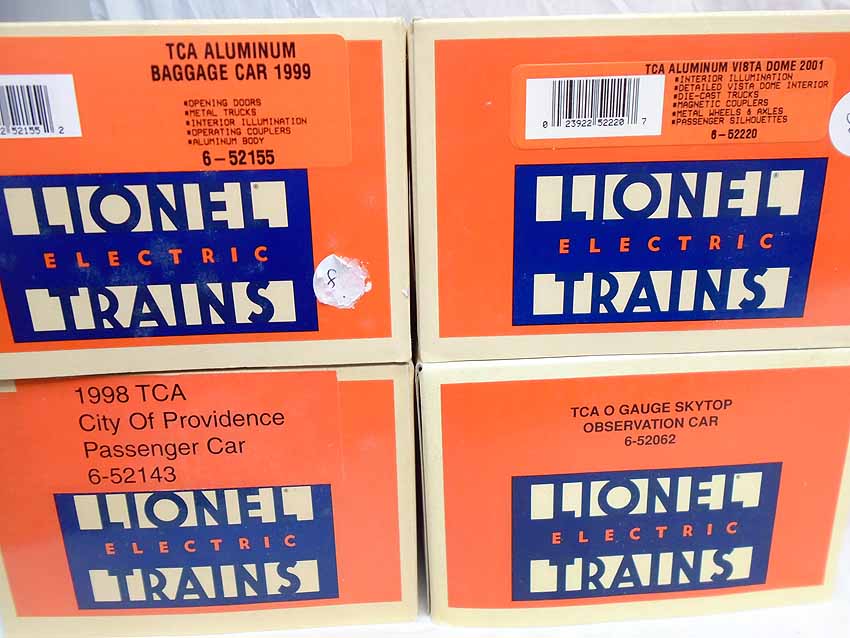 TCA ALUMINUM
BAGGAGE CAR 1999
*OPENING DOORS
*METAL TRUCKS
*INTERIOR ILLUMINATION
*OPERATING COUPLERS
*ALUMINUM BODY
6-52155
2 52155 2
LIONEL
ELECTRIC
TRAINS
8
TCA ALUMINUM VISTA DOME 2001
*INTERIOR ILLUMINATION
*DETAILED VISTA DOME INTERIOR
*DIE-CAST TRUCKS
*MAGNETIC COUPLERS
*METAL WHEELS & AXLES
*PASSENGER SILHOUETTES
6-52220
0 23922 52220 7
LIONEL
ELECTRIC
TRAINS
1998 TCA
City Of Providence
Passenger Car
6-52143
LIONEL
ELECTRIC
TRAINS
TCA O GAUGE SKYTOP
OBSERVATION CAR
6-52062
LIONEL
ELECTRIC
TRAINS